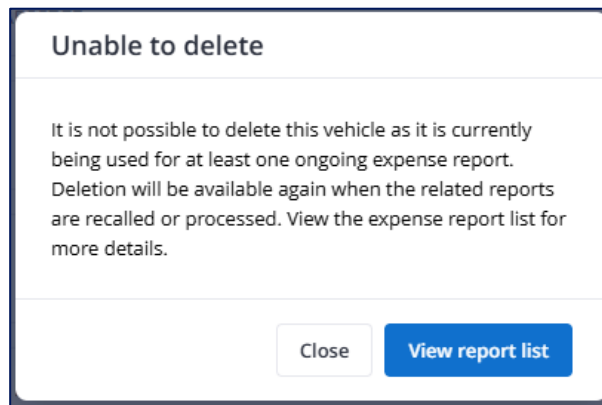 Unable to delete
It is not possible to delete this vehicle as it is currently
being used for at least one ongoing expense report.
Deletion will be available again when the related reports
are recalled or processed. View the expense report list for
more details.
Close
View report list